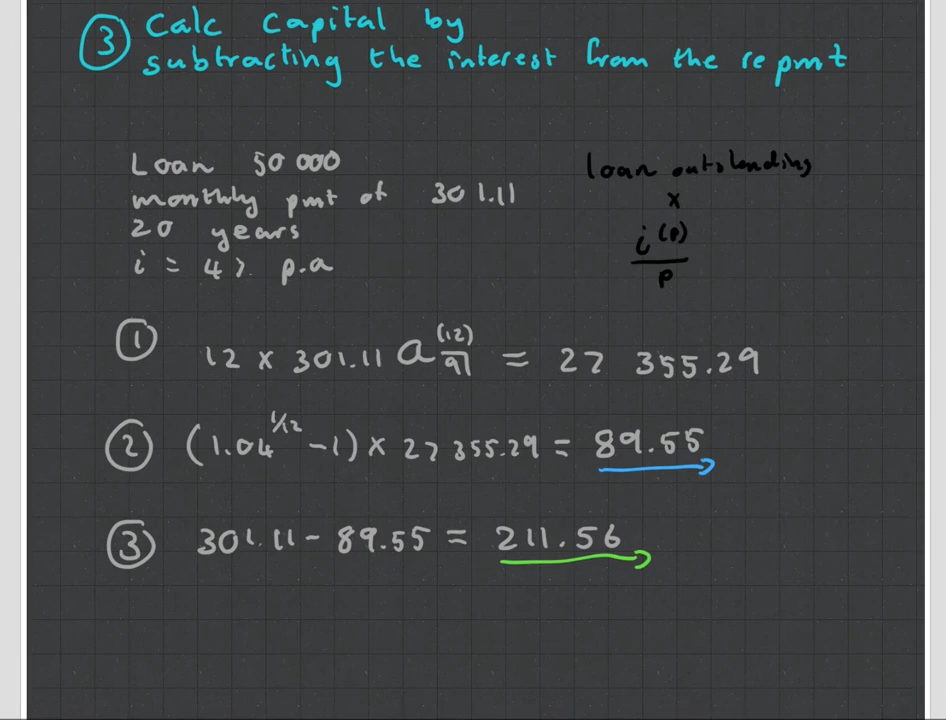 ③ Calc capital by
subtracting the interest from the repmt
Loan 50 000
monthly pmt of 301.11
20 years
i = 4% p.a
loan outstanding
x
i^(p)
p
① 12 x 301.11 a^(12) 9̅| = 27 355.29
② (1.04^1/12 - 1) x 27 355.29 = 89.55
③ 301.11 - 89.55 = 211.56